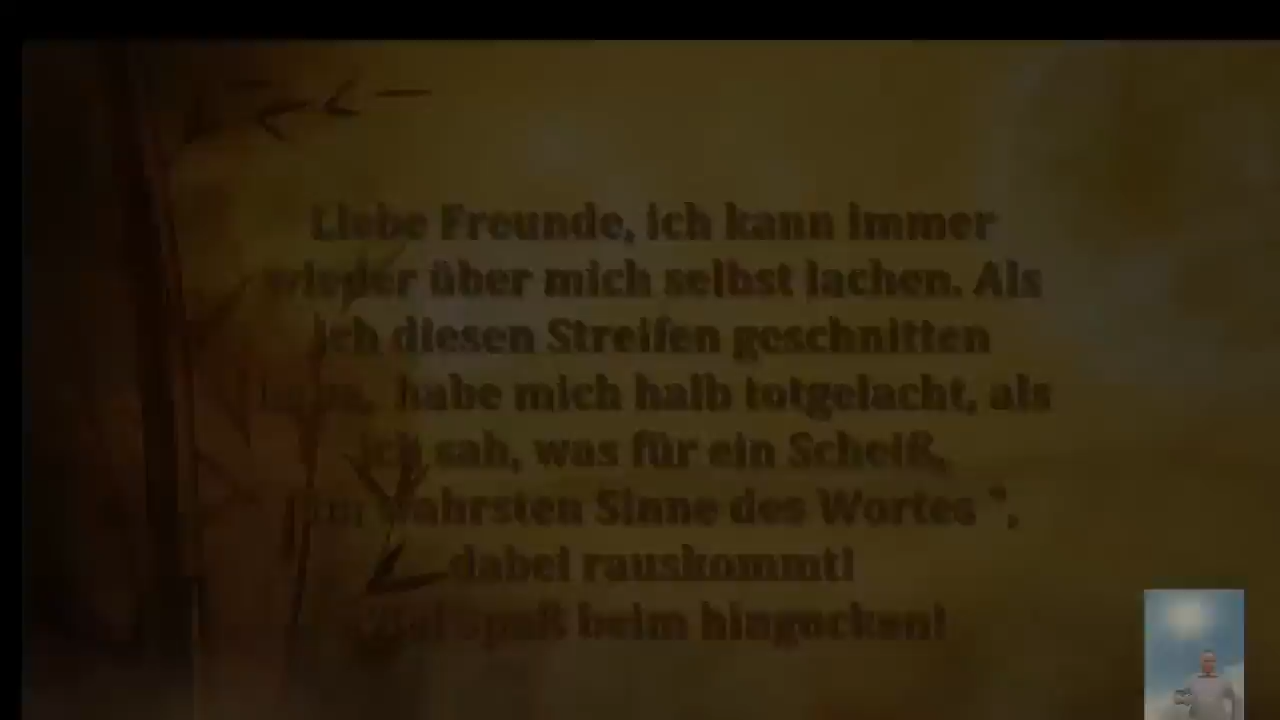 Liebe Freunde, ich kann immer
wieder über mich selbst lachen. Als
ich diesen Streifen geschnitten
habe mich halb totgelacht, als
ich sah, was für ein Scheiß,
wahrsten Sinne des Wortes ",
dabei rauskommt!
Spaß beim hingucken!